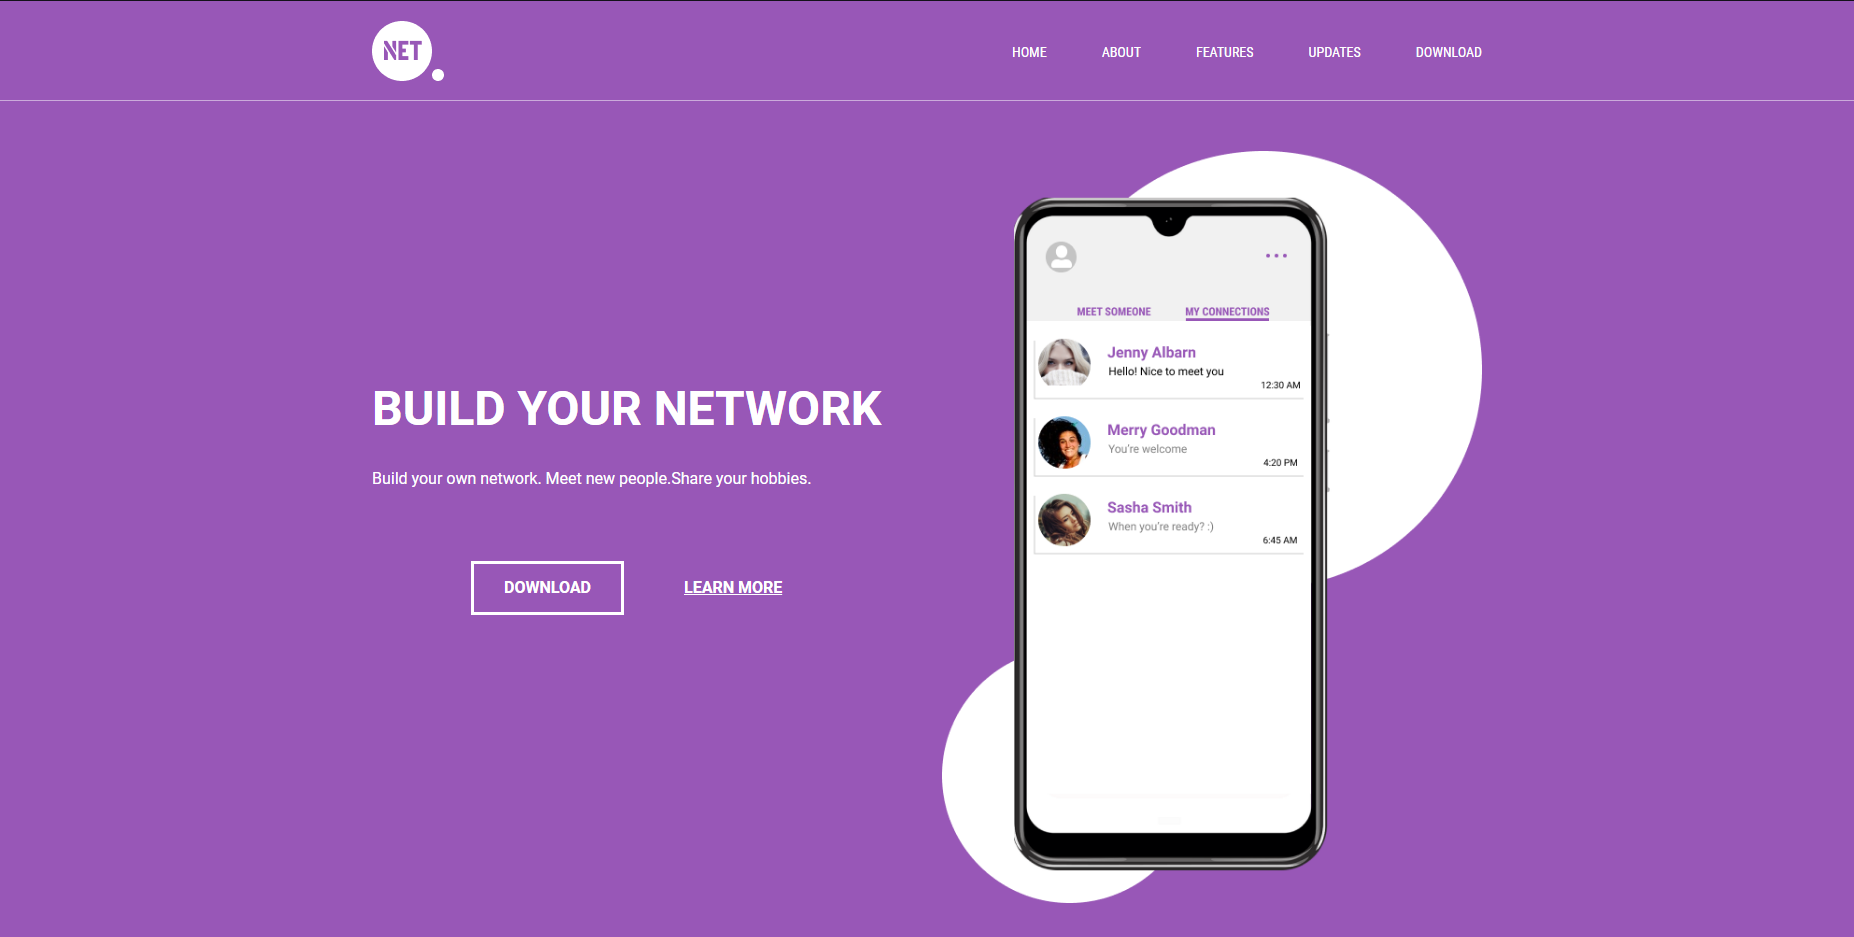 NET
HOME ABOUT FEATURES UPDATES DOWNLOAD
BUILD YOUR NETWORK
Build your own network. Meet new people.Share your hobbies.
DOWNLOAD LEARN MORE
MEET SOMEONE MY CONNECTIONS
Jenny Albarn
Hello! Nice to meet you
12:30 AM
Merry Goodman
You're welcome
4:20 PM
Sasha Smith
When you're ready? :)
6:45 AM